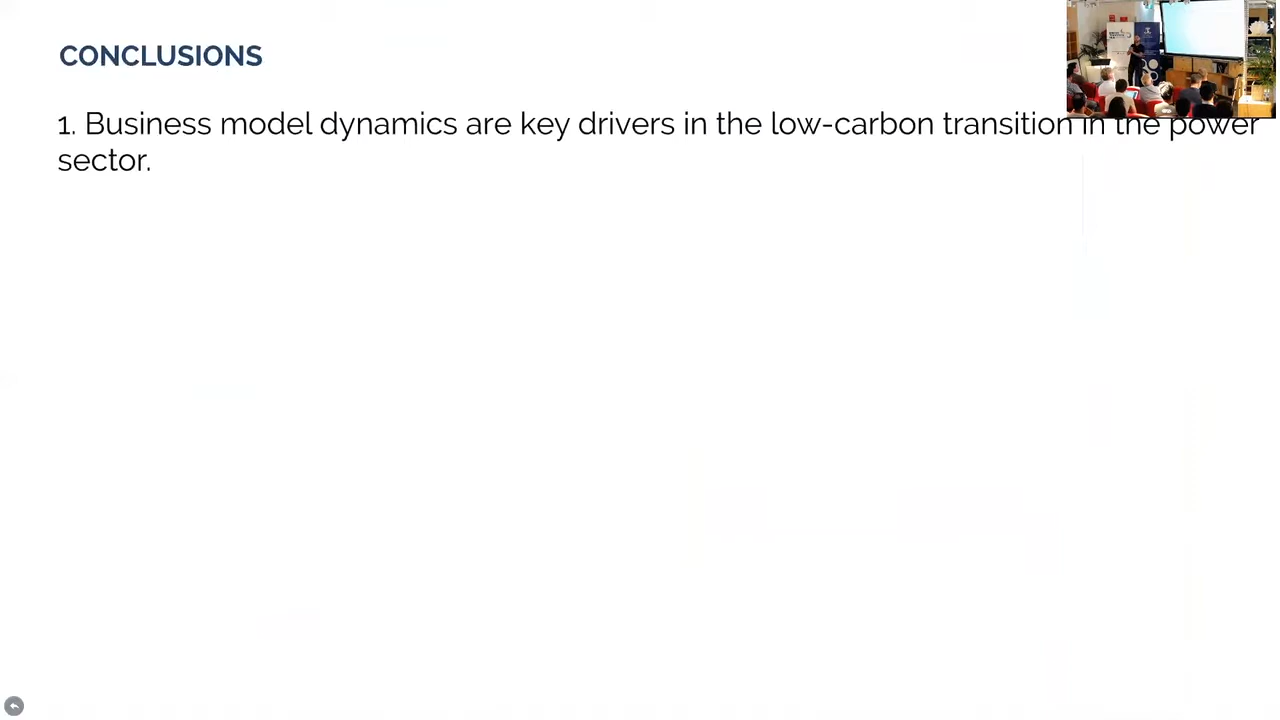 CONCLUSIONS
1. Business model dynamics are key drivers in the low-carbon transition in the power
sector.